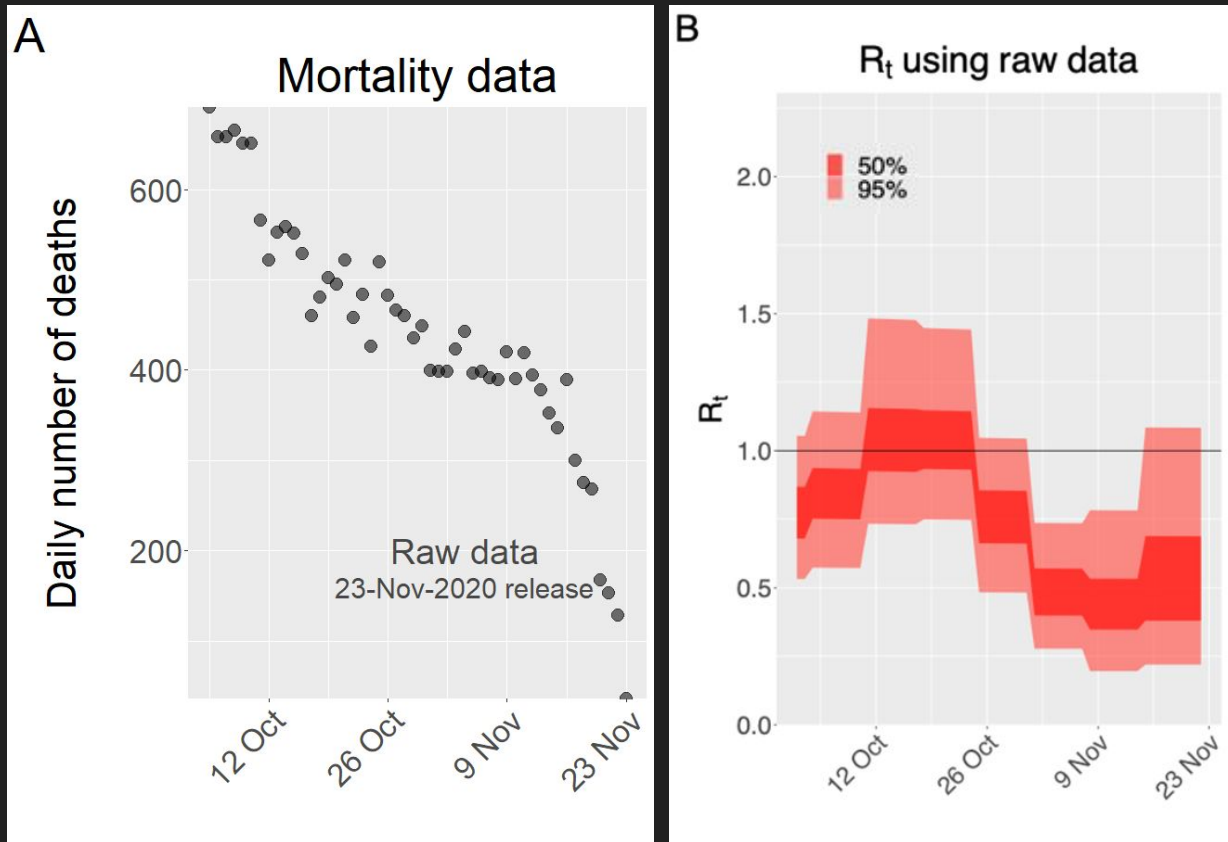 A
Mortality data
Daily number of deaths
600
400
200
Raw data
23-Nov-2020 release
12 Oct
26 Oct
9 Nov
23 Nov
B
Rₜ using raw data
50%
95%
Rₜ
2.0
1.5
1.0
0.5
0.0
12 Oct
26 Oct
9 Nov
23 Nov